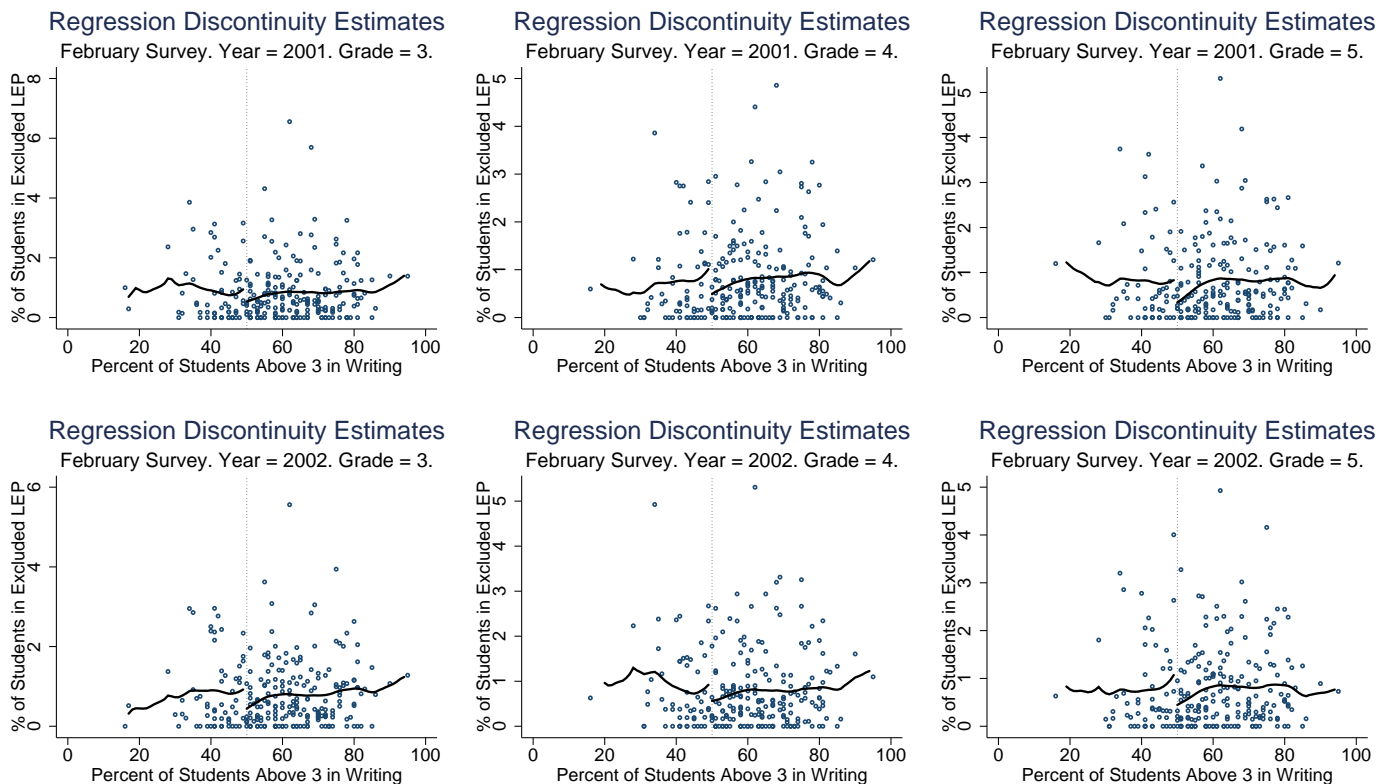 Regression Discontinuity Estimates
February Survey. Year = 2001. Grade = 3.
% of Students in Excluded LEP
8
6
4
2
0
0 20 40 60 80 100
Percent of Students Above 3 in Writing
Regression Discontinuity Estimates
February Survey. Year = 2001. Grade = 4.
% of Students in Excluded LEP
5
4
3
2
1
0
0 20 40 60 80 100
Percent of Students Above 3 in Writing
Regression Discontinuity Estimates
February Survey. Year = 2001. Grade = 5.
% of Students in Excluded LEP
5
4
3
2
1
0
0 20 40 60 80 100
Percent of Students Above 3 in Writing
Regression Discontinuity Estimates
February Survey. Year = 2002. Grade = 3.
% of Students in Excluded LEP
6
4
2
0
0 20 40 60 80 100
Percent of Students Above 3 in Writing
Regression Discontinuity Estimates
February Survey. Year = 2002. Grade = 4.
% of Students in Excluded LEP
5
4
3
2
1
0
0 20 40 60 80 100
Percent of Students Above 3 in Writing
Regression Discontinuity Estimates
February Survey. Year = 2002. Grade = 5.
% of Students in Excluded LEP
5
4
3
2
1
0
0 20 40 60 80 100
Percent of Students Above 3 in Writing